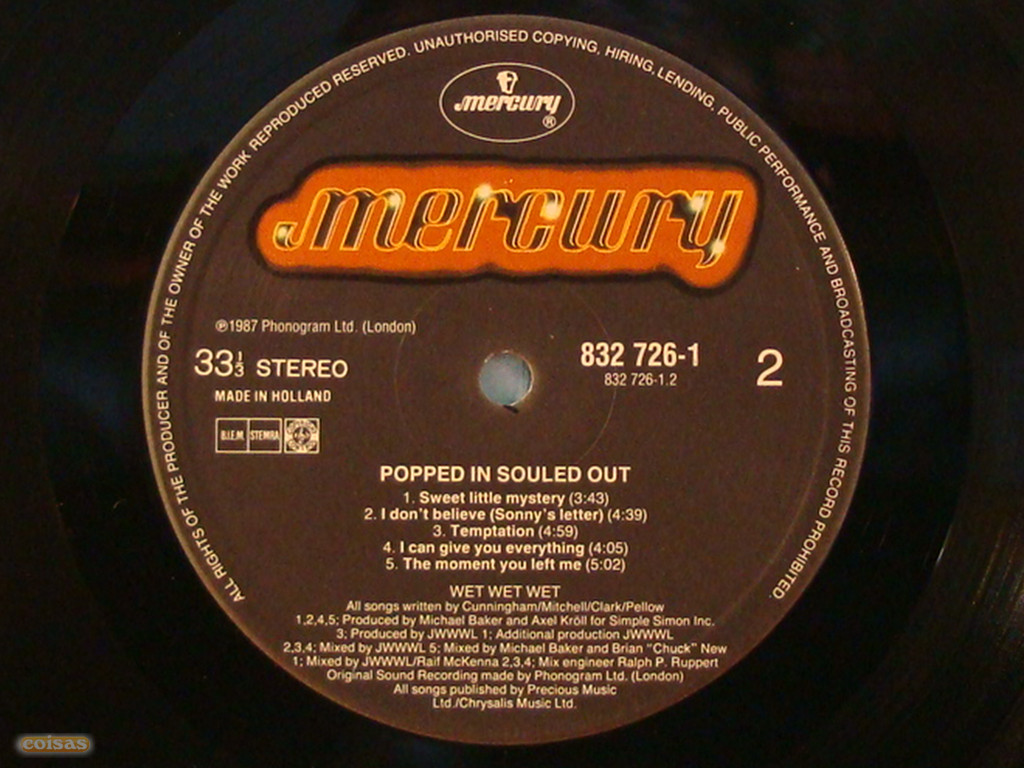 ALL RIGHTS OF THE PRODUCER AND OF THE OWNER OF THE WORK REPRODUCED RESERVED. UNAUTHORISED COPYING, HIRING, LENDING, PUBLIC PERFORMANCE AND BROADCASTING OF THIS RECORD PROHIBITED.
mercury
®
mercury
℗1987 Phonogram Ltd. (London)
33⅓ STEREO
MADE IN HOLLAND
B.I.E.M. STEMRA
832 726-1
832 726-1.2
2
POPPED IN SOULED OUT
1. Sweet little mystery (3:43)
2. I don't believe (Sonny's letter) (4:39)
3. Temptation (4:59)
4. I can give you everything (4:05)
5. The moment you left me (5:02)
WET WET WET
All songs written by Cunningham/Mitchell/Clark/Pellow
1,2,4,5; Produced by Michael Baker and Axel Kröll for Simple Simon Inc.
3; Produced by JWWWL 1; Additional production JWWWL
2,3,4; Mixed by JWWWL 5; Mixed by Michael Baker and Brian "Chuck" New
1; Mixed by JWWWL/Ralf McKenna 2,3,4; Mix engineer Ralph P. Ruppert
Original Sound Recording made by Phonogram Ltd. (London)
All songs published by Precious Music
Ltd./Chrysalis Music Ltd.
coisas